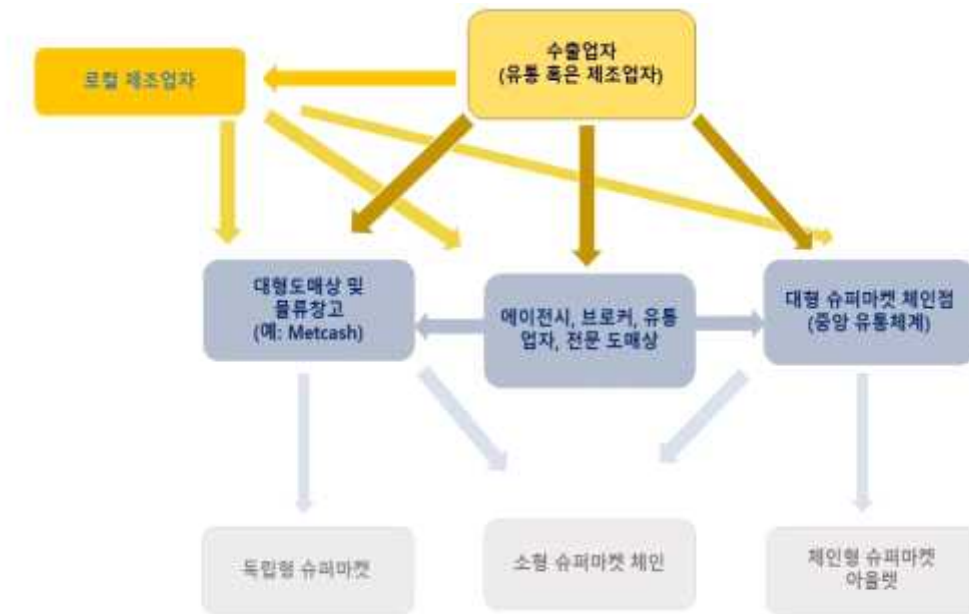 수출업자
(유통 혹은 제조업자)
로컬 제조업자
대형도매상 및
물류창고
(예: Metcash)
에이전시, 브로커, 유통
업자, 전문 도매상
대형 슈퍼마켓 체인점
(중앙 유통체계)
독립형 슈퍼마켓
소형 슈퍼마켓 체인
체인형 슈퍼마켓
아울렛